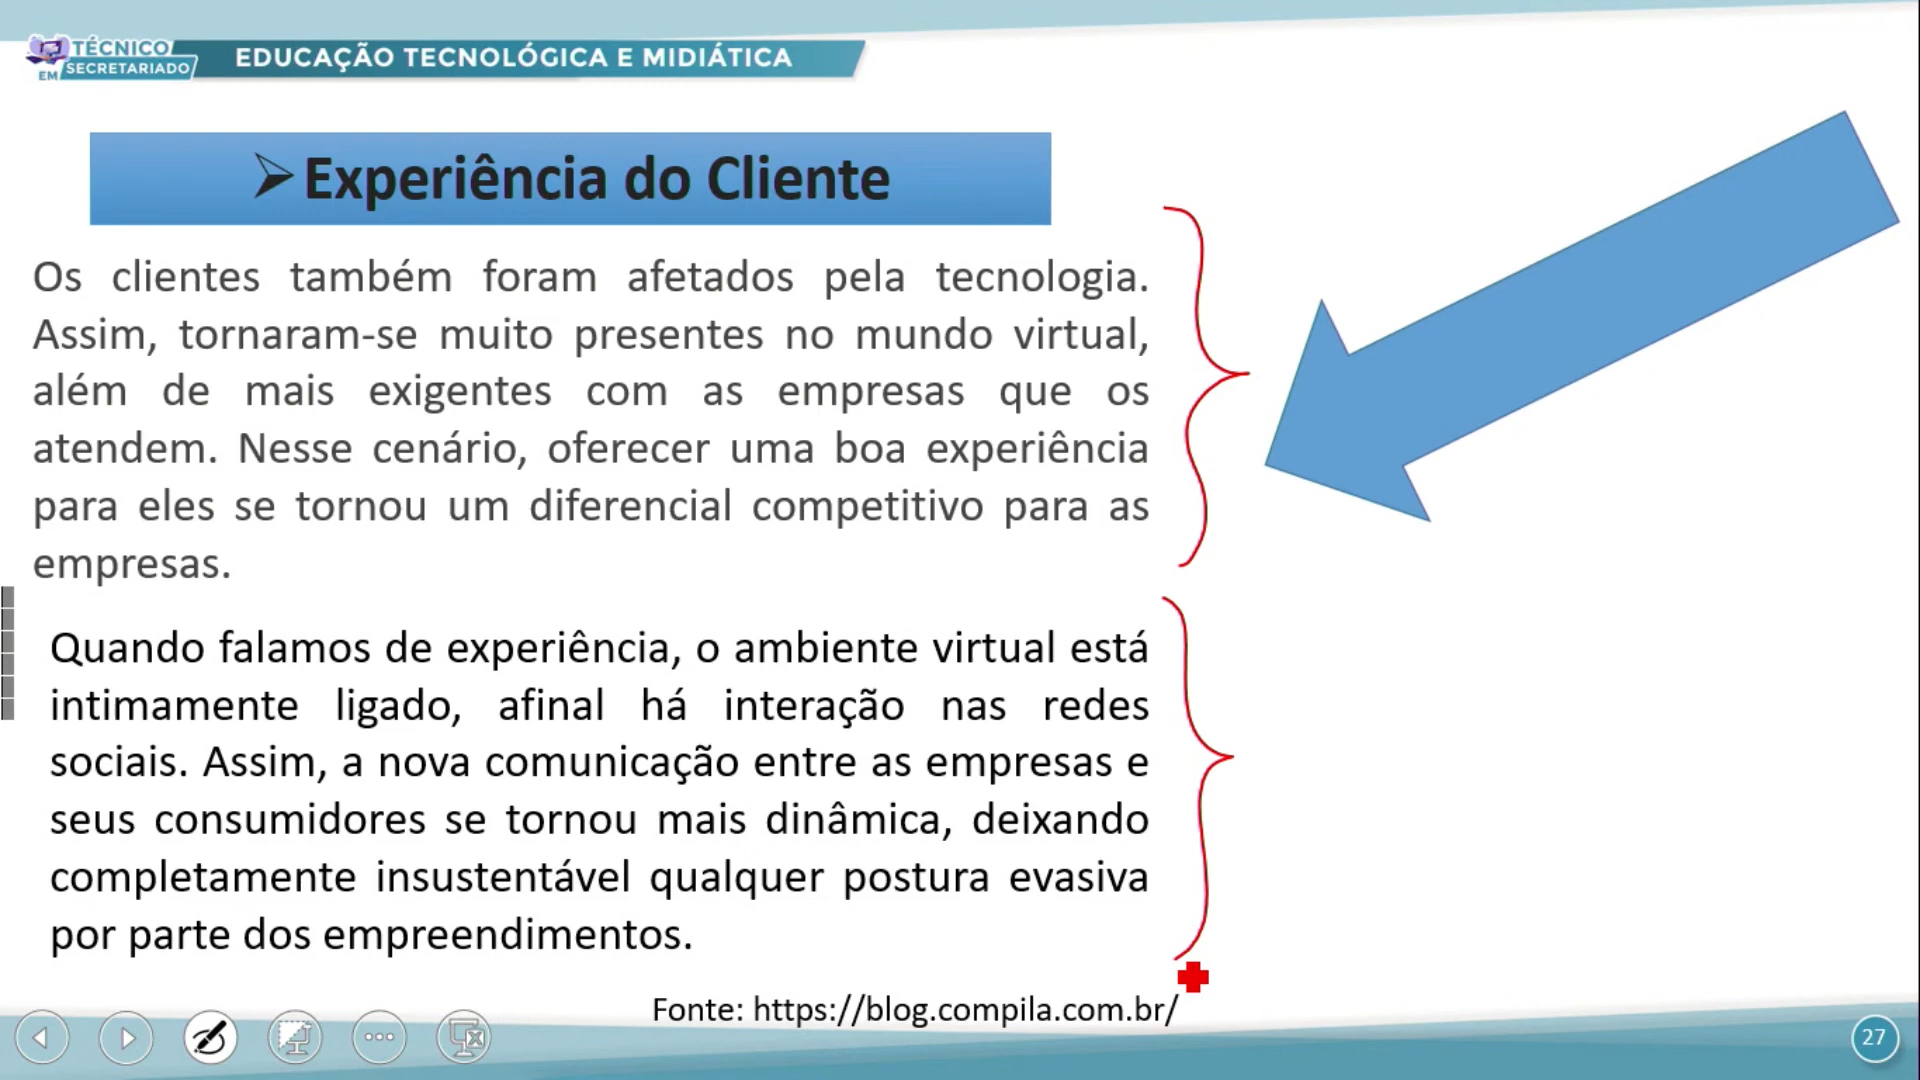 TÉCNICO
EM SECRETARIADO
EDUCAÇÃO TECNOLÓGICA E MIDIÁTICA
Experiência do Cliente
Os clientes também foram afetados pela tecnologia.
Assim, tornaram-se muito presentes no mundo virtual,
além de mais exigentes com as empresas que os
atendem. Nesse cenário, oferecer uma boa experiência
para eles se tornou um diferencial competitivo para as
empresas.
Quando falamos de experiência, o ambiente virtual está
intimamente ligado, afinal há interação nas redes
sociais. Assim, a nova comunicação entre as empresas e
seus consumidores se tornou mais dinâmica, deixando
completamente insustentável qualquer postura evasiva
por parte dos empreendimentos.
Fonte: https://blog.compila.com.br/
27